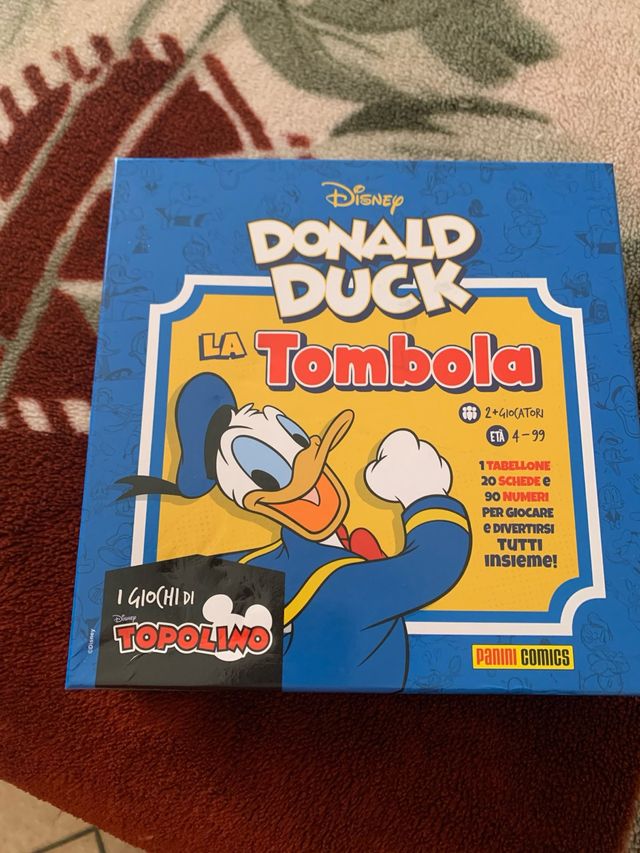 Disney
DONALD
DUCK
LA Tombola
2+ GIOCATORI
ETÀ 4-99
1 TABELLONE
20 SCHEDE e
90 NUMERI
PER GIOCARE
e DIVERTIRSI
TUTTI
insieme!
I GIOCHI DI
Disney
TOPOLINO
PANINI COMICS
©Disney